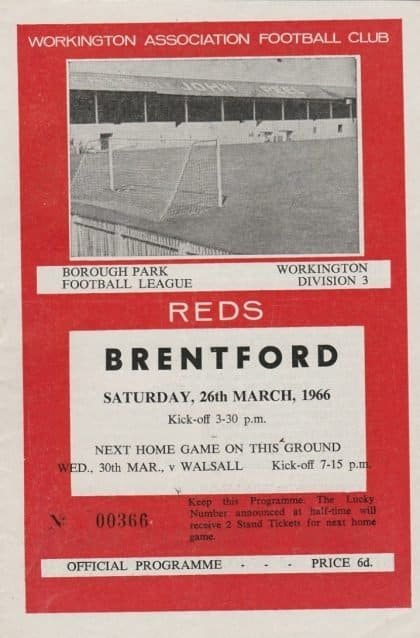 WORKINGTON ASSOCIATION FOOTBALL CLUB
JOHN PEEL
BOROUGH PARK WORKINGTON
FOOTBALL LEAGUE DIVISION 3
REDS
BRENTFORD
SATURDAY, 26th MARCH, 1966
Kick-off 3-30 p.m.
NEXT HOME GAME ON THIS GROUND
WED., 30th MAR., v WALSALL Kick-off 7-15 p.m.
Keep this Programme. The Lucky
Number announced at half-time will
receive 2 Stand Tickets for next home
game.
Nº 00366
OFFICIAL PROGRAMME - - - PRICE 6d.